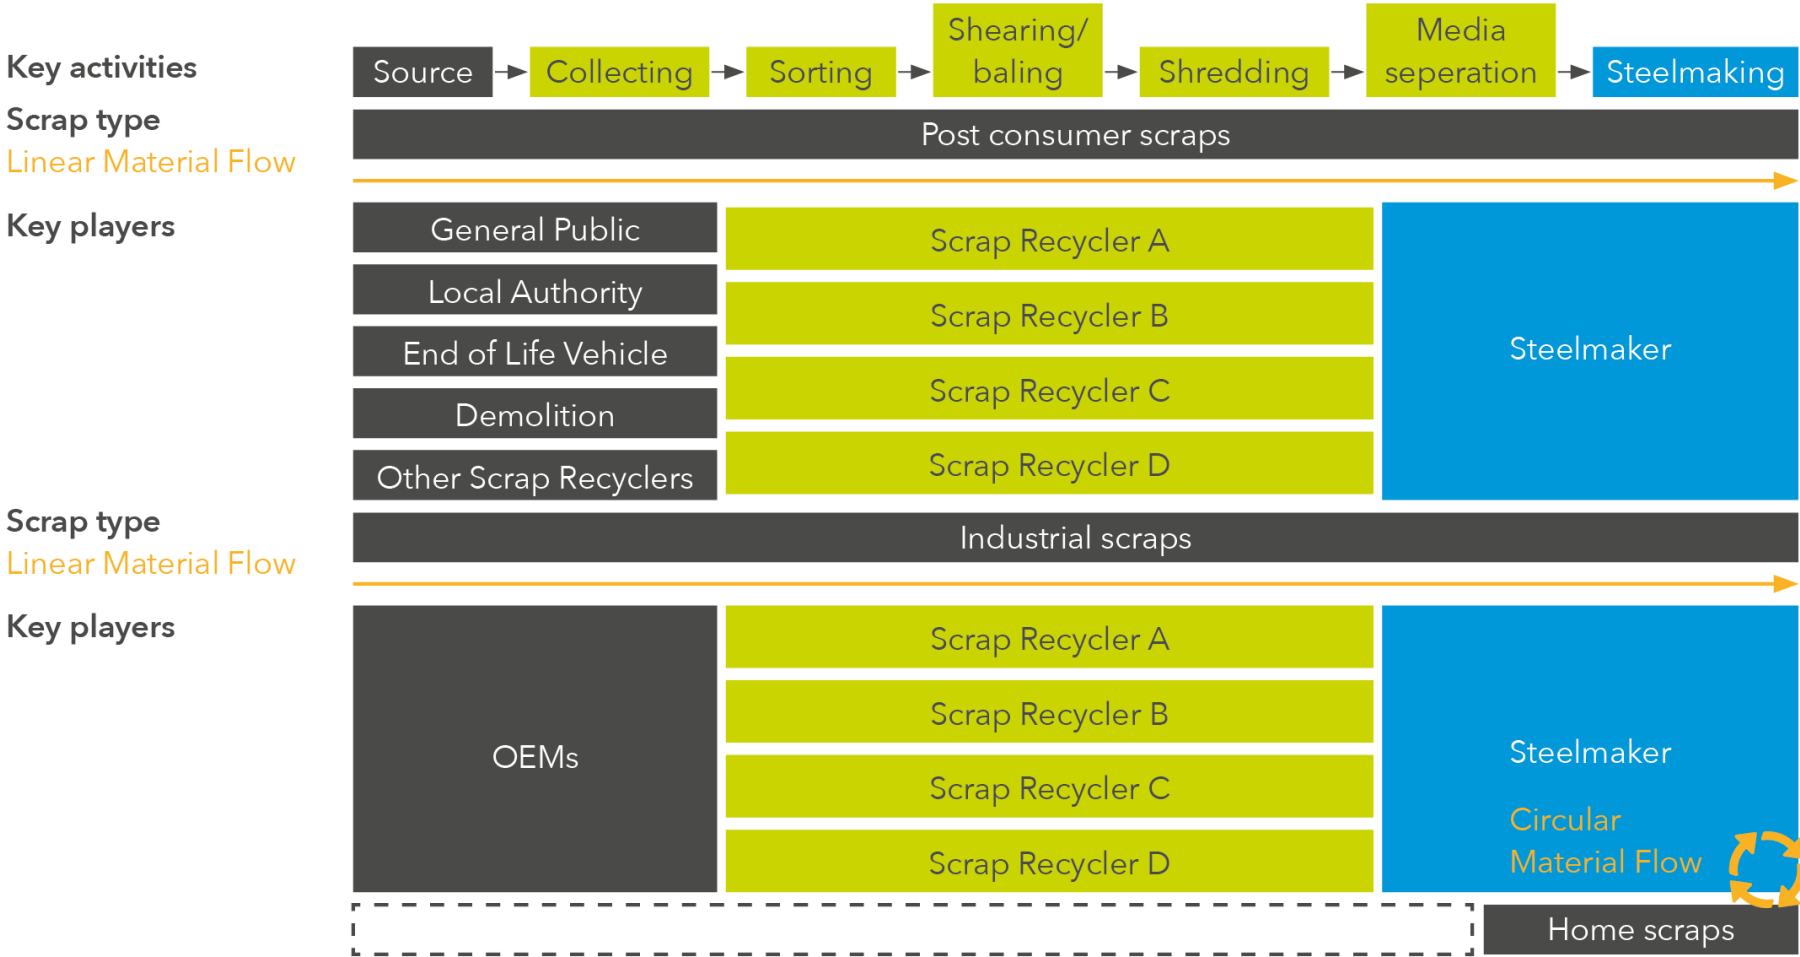 Key activities
Source
Collecting
Sorting
Shearing/
baling
Shredding
Media
seperation
Steelmaking
Scrap type
Linear Material Flow
Post consumer scraps
Key players
General Public
Local Authority
End of Life Vehicle
Demolition
Other Scrap Recyclers
Scrap Recycler A
Scrap Recycler B
Scrap Recycler C
Scrap Recycler D
Steelmaker
Scrap type
Linear Material Flow
Industrial scraps
Key players
OEMs
Scrap Recycler A
Scrap Recycler B
Scrap Recycler C
Scrap Recycler D
Steelmaker
Circular
Material Flow
Home scraps